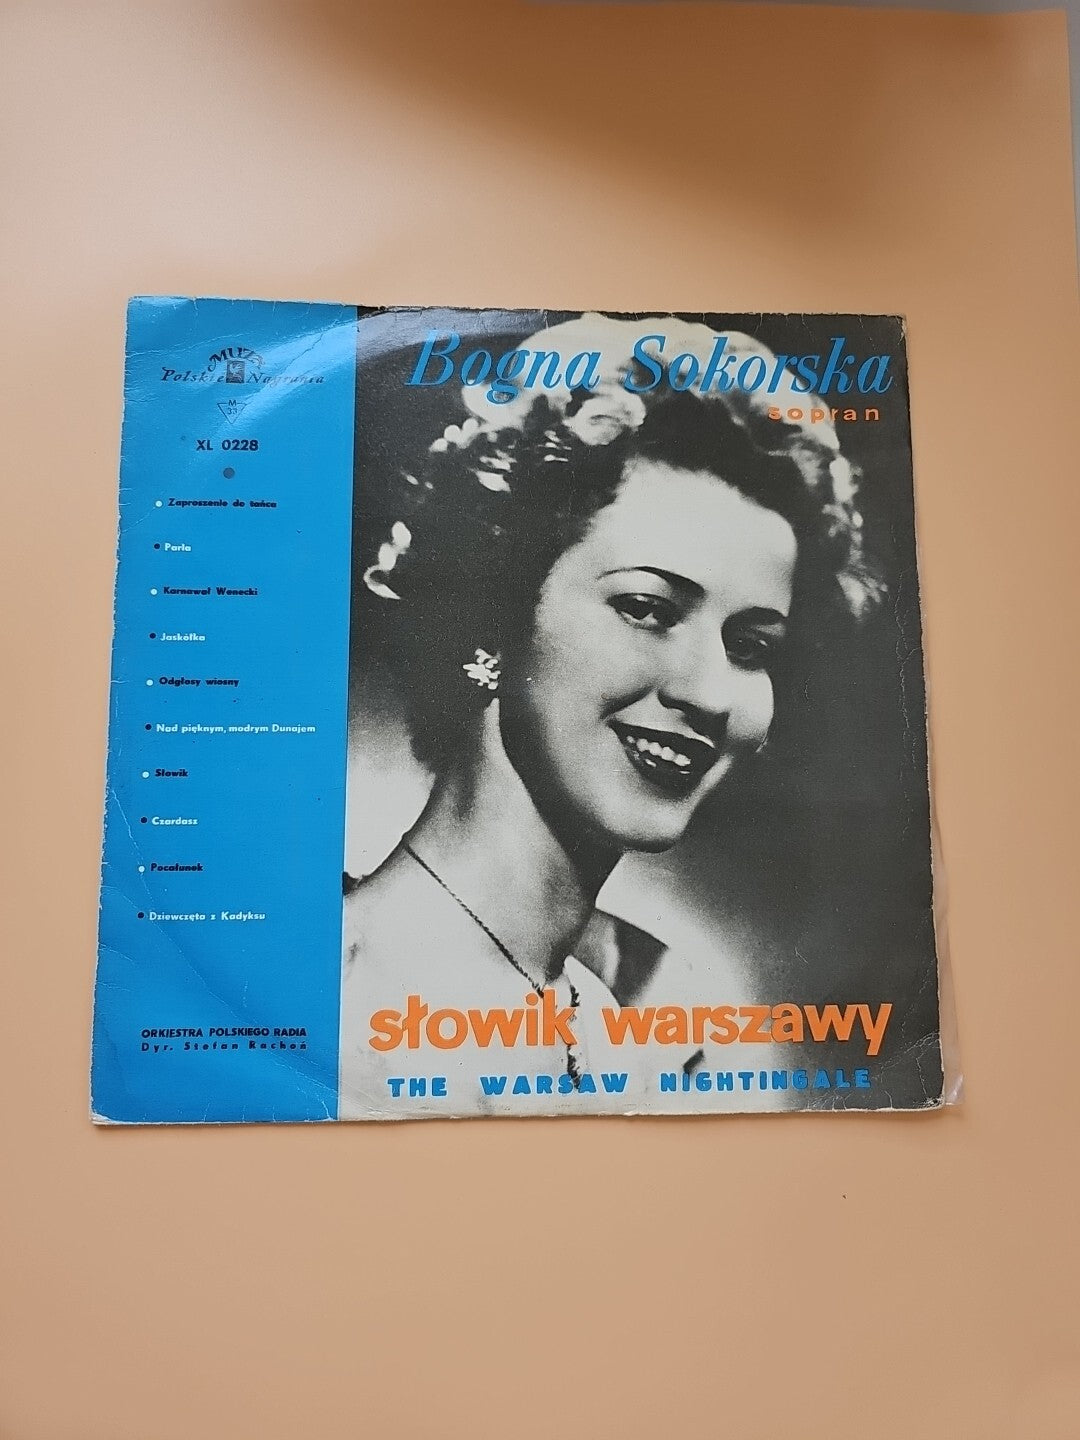 MUZA
Polskie Nagrania
M
33
XL 0228
Zaproszenie do tańca
Parla
Karnawał Wenecki
Jaskółka
Odgłosy wiosny
Nad pięknym, modrym Dunajem
Słowik
Czardasz
Pocałunek
Dziewczęta z Kadyksu
ORKIESTRA POLSKIEGO RADIA
Dyr. Stefan Rachoń
Bogna Sokorska
sopran
słowik warszawy
THE WARSAW NIGHTINGALE